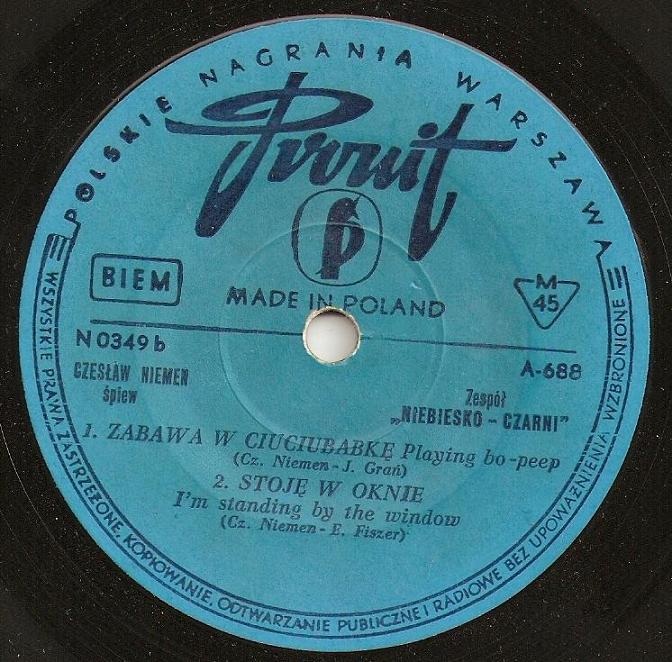 POLSKIE NAGRANIA WARSZAWA
Pronit
BIEM
MADE IN POLAND
M
45
N 0349 b
A-688
CZESŁAW NIEMEN
śpiew
Zespół
„NIEBIESKO - CZARNI”
1. ZABAWA W CIUCIUBABKĘ Playing bo-peep
(Cz. Niemen - J. Grań)
2. STOJĘ W OKNIE
I'm standing by the window
(Cz. Niemen - E. Fiszer)
WSZYSTKIE PRAWA ZASTRZEŻONE, KOPIOWANIE, ODTWARZANIE PUBLICZNE I RADIOWE BEZ UPOWAŻNIENIA WZBRONIONE